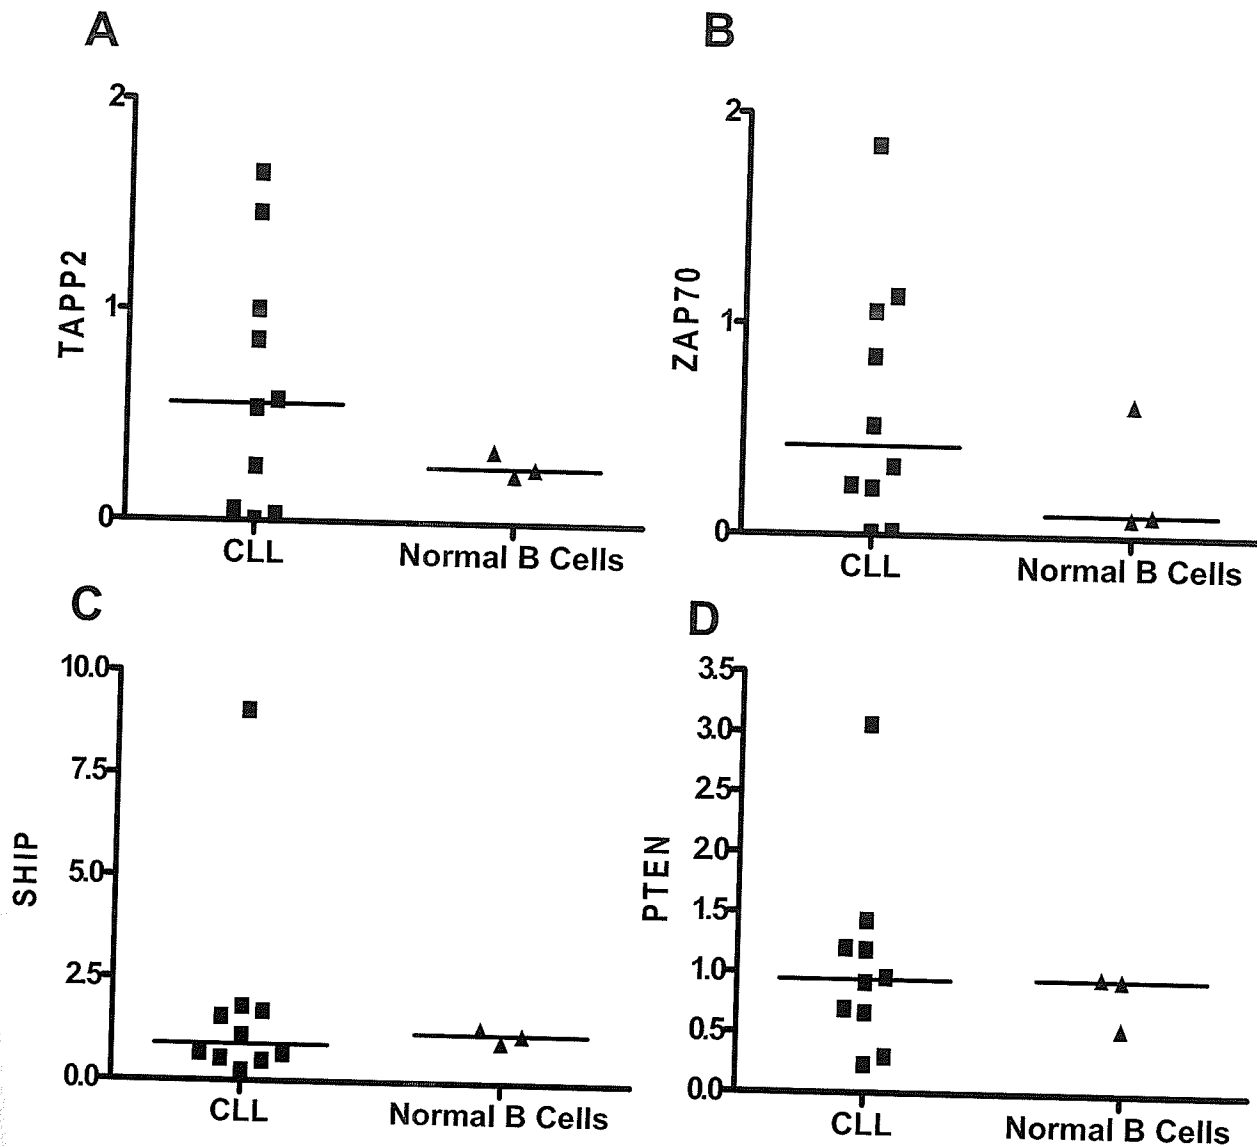 A
B
2
1
0
TAPP2
CLL
Normal B Cells
2
1
0
ZAP70
CLL
Normal B Cells
C
D
10.0
7.5
5.0
2.5
0.0
SHIP
CLL
Normal B Cells
3.5
3.0
2.5
2.0
1.5
1.0
0.5
0.0
PTEN
CLL
Normal B Cells